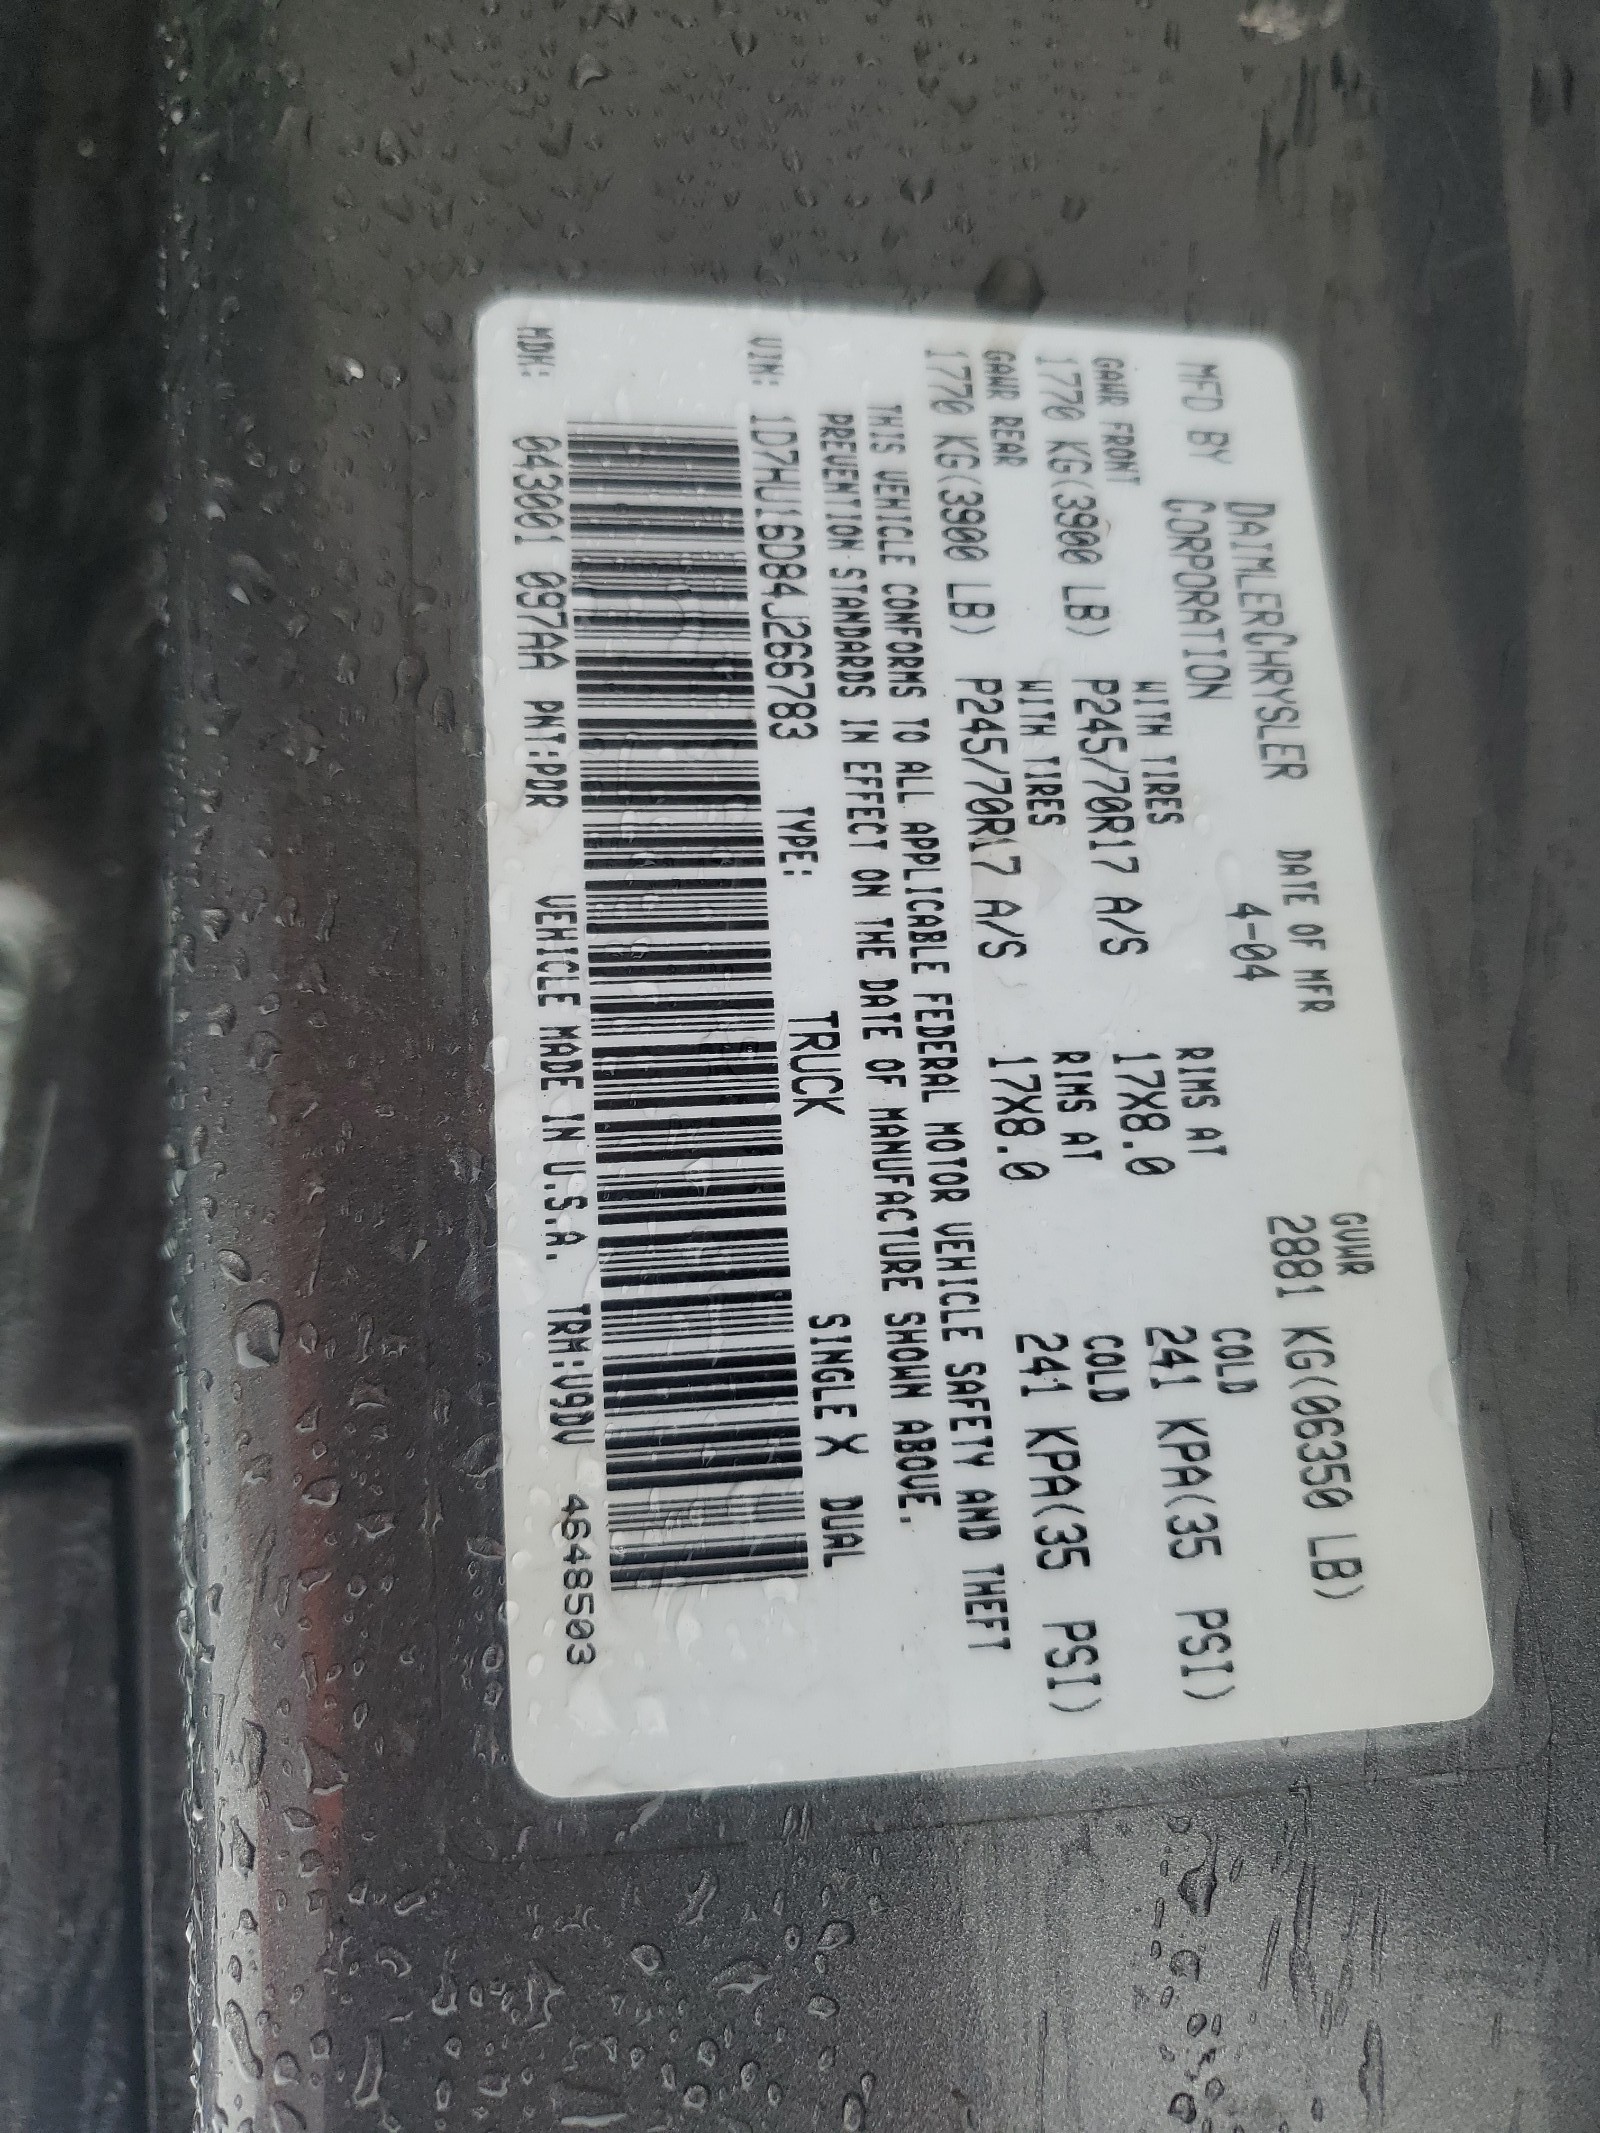 MFD BY DAIMLERCHRYSLER CORPORATION DATE OF MFR 4-04 GVWR 2881 KG(06350 LB)
GAWR FRONT WITH TIRES RIMS AT COLD
1770 KG(3900 LB) P245/70R17 A/S 17X8.0 241 KPA(35 PSI)
GAWR REAR WITH TIRES RIMS AT COLD
1770 KG(3900 LB) P245/70R17 A/S 17X8.0 241 KPA(35 PSI)
THIS VEHICLE CONFORMS TO ALL APPLICABLE FEDERAL MOTOR VEHICLE SAFETY AND THEFT
PREVENTION STANDARDS IN EFFECT ON THE DATE OF MANUFACTURE SHOWN ABOVE.
VIN: 1D7HU16D84J266783 TYPE: TRUCK SINGLE X DUAL
MDH: 043001 097AA PNT:PDR VEHICLE MADE IN U.S.A. TRM:V9DV 4648503